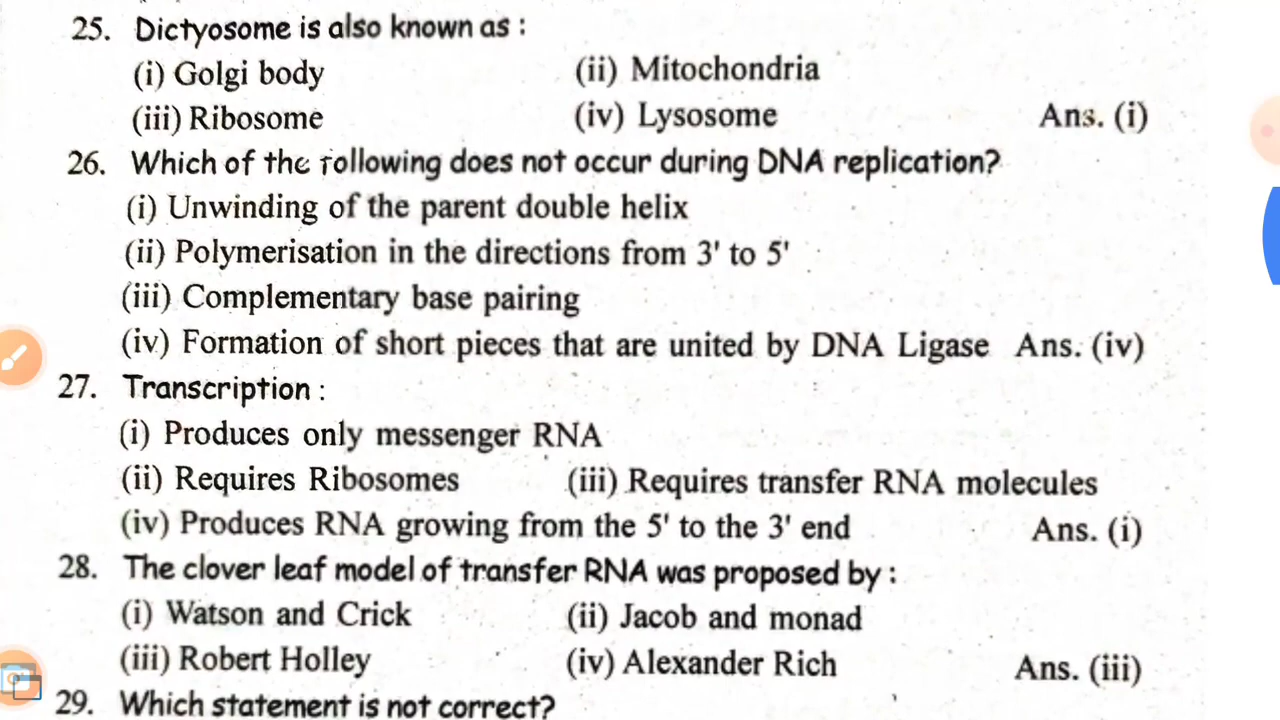 25. Dictyosome is also known as :
(i) Golgi body (ii) Mitochondria
(iii) Ribosome (iv) Lysosome Ans. (i)
26. Which of the rollowing does not occur during DNA replication?
(i) Unwinding of the parent double helix
(ii) Polymerisation in the directions from 3' to 5'
(iii) Complementary base pairing
(iv) Formation of short pieces that are united by DNA Ligase Ans. (iv)
27. Transcription :
(i) Produces only messenger RNA
(ii) Requires Ribosomes (iii) Requires transfer RNA molecules
(iv) Produces RNA growing from the 5' to the 3' end Ans. (i)
28. The clover leaf model of transfer RNA was proposed by :
(i) Watson and Crick (ii) Jacob and monad
(iii) Robert Holley (iv) Alexander Rich Ans. (iii)
29. Which statement is not correct?